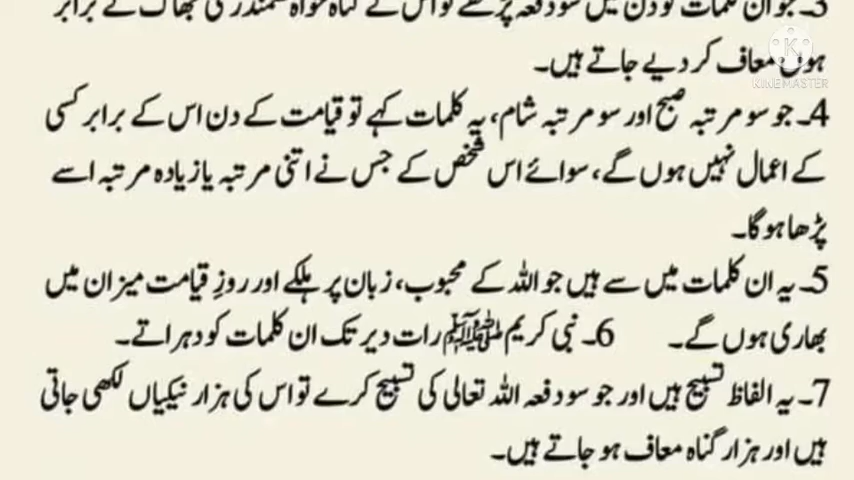 3۔ جو ان کلمات کو دن میں سو دفعہ پڑھے تو اس کے گناہ خواہ سمندر کی جھاگ کے برابر
ہوں معاف کر دیے جاتے ہیں۔
KINEMASTER
4۔ جو سو مرتبہ صبح اور سو مرتبہ شام، یہ کلمات کہے تو قیامت کے دن اس کے برابر کسی
کے اعمال نہیں ہوں گے، سوائے اس شخص کے جس نے اتنی مرتبہ یا زیادہ مرتبہ اسے
پڑھا ہو گا۔
5۔ یہ ان کلمات میں سے ہیں جو اللہ کے محبوب، زبان پر ہلکے اور روزِ قیامت میزان میں
بھاری ہوں گے۔ 6۔ نبی کریم ﷺ رات دیر تک ان کلمات کو دہراتے۔
7۔ یہ الفاظ تسبیح ہیں اور جو سو دفعہ اللہ تعالی کی تسبیح کرے تو اس کی ہزار نیکیاں لکھی جاتی
ہیں اور ہزار گناہ معاف ہو جاتے ہیں۔